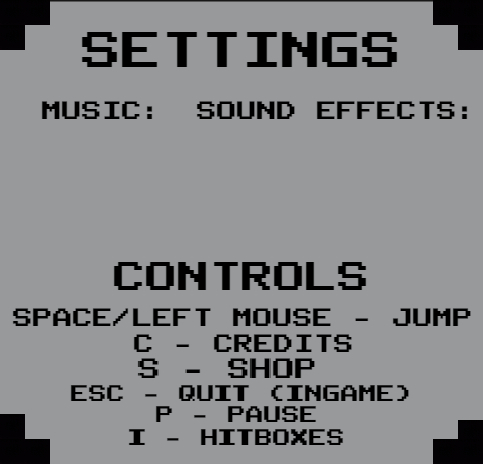 SETTINGS
MUSIC: SOUND EFFECTS:
CONTROLS
SPACE/LEFT MOUSE - JUMP
C - CREDITS
S - SHOP
ESC - QUIT (INGAME)
P - PAUSE
I - HITBOXES